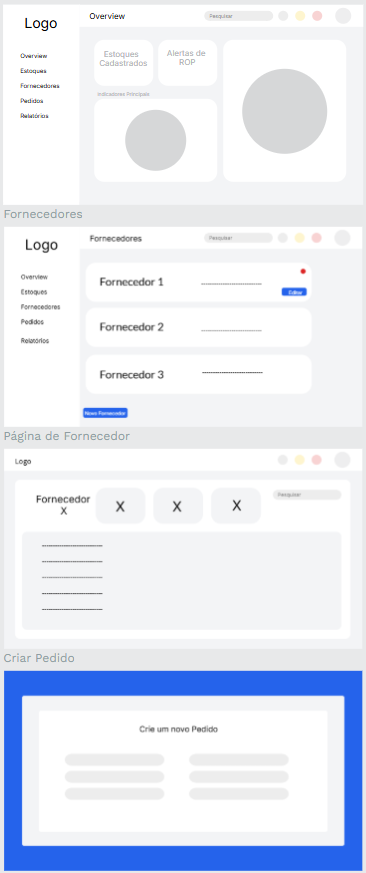 Logo
Overview
Pesquisar
Overview
Estoques
Fornecedores
Pedidos
Relatórios
Estoques
Cadastrados
Alertas de
ROP
Indicadores Principais
Fornecedores
Logo
Fornecedores
Pesquisar
Overview
Estoques
Fornecedores
Pedidos
Relatórios
Fornecedor 1
--------------------------
Editar
Fornecedor 2
--------------------------
Fornecedor 3
--------------------------
Novo Fornecedor
Página de Fornecedor
Logo
Fornecedor
X
X
X
X
Pesquisar
--------------------------
--------------------------
--------------------------
--------------------------
--------------------------
Criar Pedido
Crie um novo Pedido